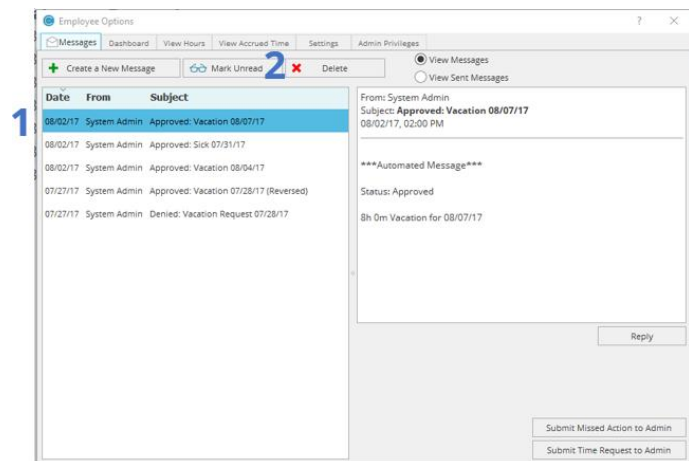 Employee Options
Messages Dashboard View Hours View Accrued Time Settings Admin Privileges
Create a New Message Mark Unread 2 Delete
View Messages
View Sent Messages
Date From Subject
1
08/02/17 System Admin Approved: Vacation 08/07/17
08/02/17 System Admin Approved: Sick 07/31/17
08/02/17 System Admin Approved: Vacation 08/04/17
07/27/17 System Admin Approved: Vacation 07/28/17 (Reversed)
07/27/17 System Admin Denied: Vacation Request 07/28/17
From: System Admin
Subject: Approved: Vacation 08/07/17
08/02/17, 02:00 PM
***Automated Message***
Status: Approved
8h 0m Vacation for 08/07/17
Reply
Submit Missed Action to Admin
Submit Time Request to Admin